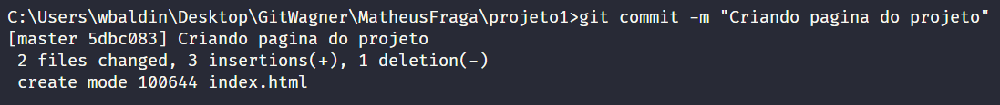 C:\Users\wbaldin\Desktop\GitWagner\MatheusFraga\projeto1>git commit -m "Criando pagina do projeto"
[master 5dbc083] Criando pagina do projeto
 2 files changed, 3 insertions(+), 1 deletion(-)
 create mode 100644 index.html